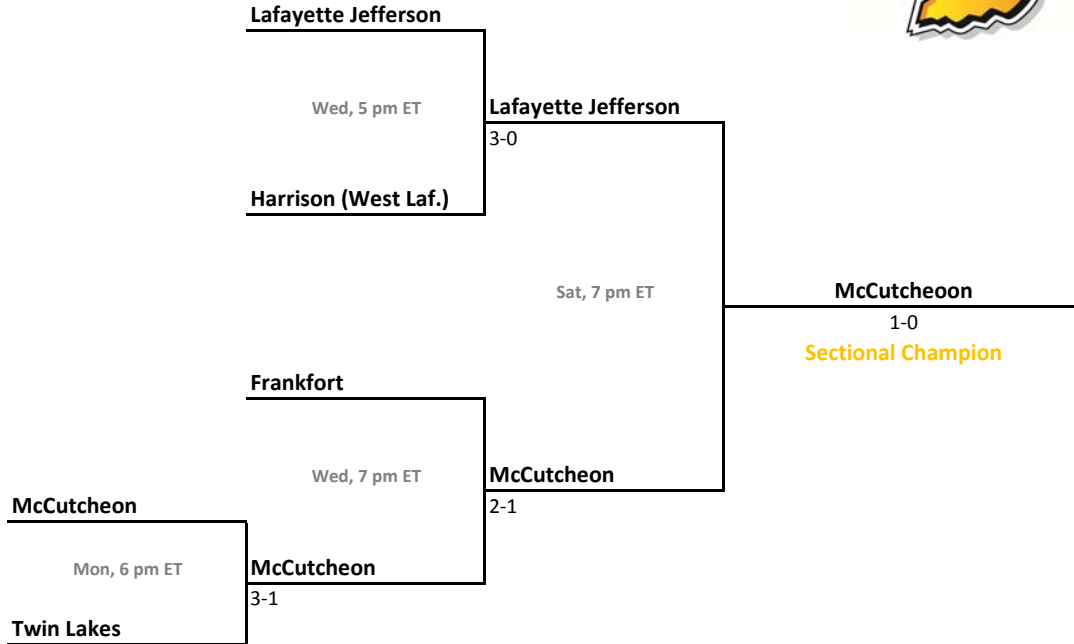 Lafayette Jefferson
Wed, 5 pm ET
Lafayette Jefferson
3-0
Harrison (West Laf.)
Sat, 7 pm ET
McCutcheoon
1-0
Sectional Champion
Frankfort
Wed, 7 pm ET
McCutcheon
2-1
McCutcheon
Mon, 6 pm ET
McCutcheon
3-1
Twin Lakes